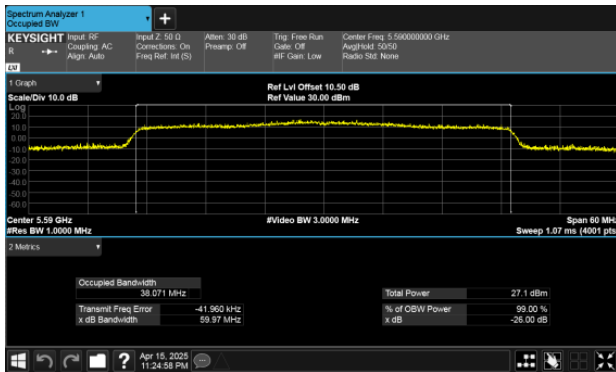 Spectrum Analyzer 1
Occupied BW
+
KEYSIGHT Input: RF Input Z: 50 Ω Atten: 30 dB Trig: Free Run Center Freq: 5.590000000 GHz
R Coupling: AC Corrections: On Preamp: Off Gate: Off Avg|Hold: 50/50
Align: Auto Freq Ref: Int (S) #IF Gain: Low Radio Std: None
LXI
1 Graph Ref Lvl Offset 10.50 dB
Scale/Div 10.0 dB Ref Value 30.00 dBm
Log
20.0
10.0
0.00
-10.0
-20.0
-30.0
-40.0
-50.0
-60.0
Center 5.59 GHz #Video BW 3.0000 MHz Span 60 MHz
#Res BW 1.0000 MHz Sweep 1.07 ms (4001 pts
2 Metrics
Occupied Bandwidth
38.071 MHz Total Power 27.1 dBm
Transmit Freq Error -41.960 kHz % of OBW Power 99.00 %
x dB Bandwidth 59.97 MHz x dB -26.00 dB
? Apr 15, 2025
11:24:58 PM